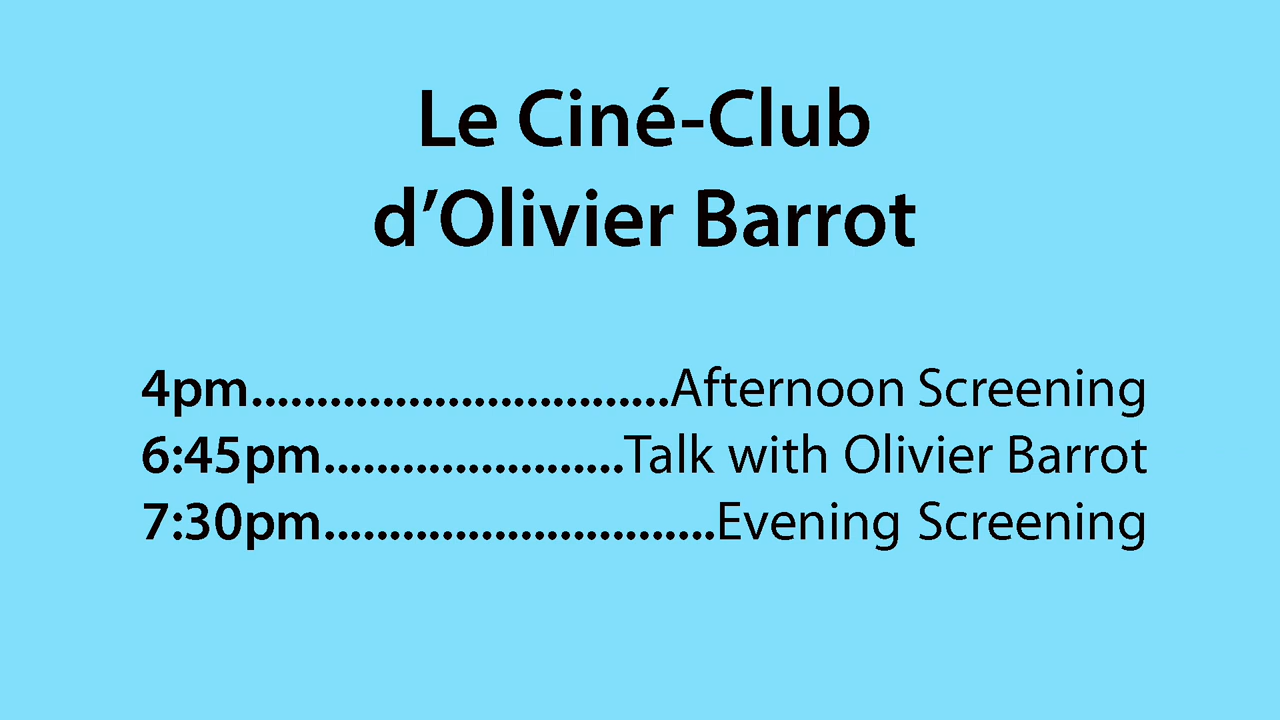 Le Ciné-Club
d’Olivier Barrot
4pm................................Afternoon Screening
6:45pm.......................Talk with Olivier Barrot
7:30pm..............................Evening Screening